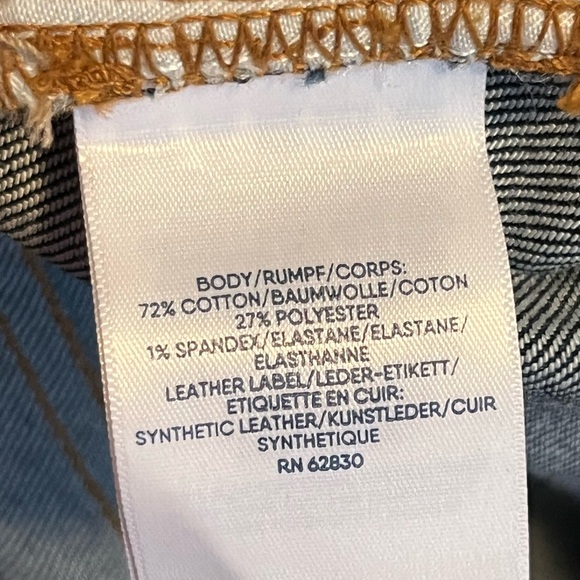 BODY/RUMPF/CORPS:
72% COTTON/BAUMWOLLE/COTON
27% POLYESTER
1% SPANDEX/ELASTANE/ELASTANE/
ELASTHANNE
LEATHER LABEL/LEDER-ETIKETT/
ETIQUETTE EN CUIR:
SYNTHETIC LEATHER/KUNSTLEDER/CUIR
SYNTHETIQUE
RN 62830